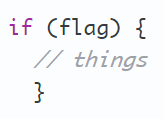 if (flag) {
  // things
  }